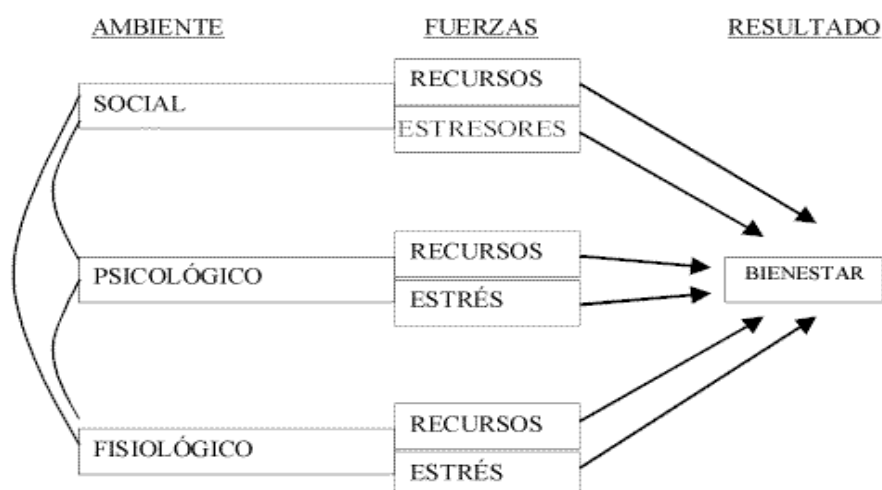 AMBIENTE FUERZAS RESULTADO
RECURSOS
SOCIAL
ESTRESORES
RECURSOS
PSICOLÓGICO BIENESTAR
ESTRÉS
RECURSOS
FISIOLÓGICO
ESTRÉS